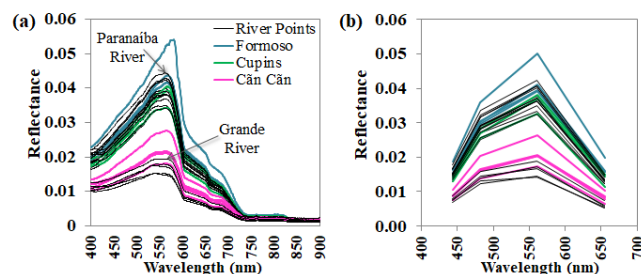 (a)
0.06
0.05
0.04
0.03
0.02
0.01
0
Reflectance
Paranaíba
River
Grande
River
River Points
Formoso
Cupins
Cãn Cãn
400
450
500
550
600
650
700
750
800
850
900
Wavelength (nm)
(b)
0.06
0.05
0.04
0.03
0.02
0.01
0.00
Reflectance
400
450
500
550
600
650
700
Wavelength (nm)